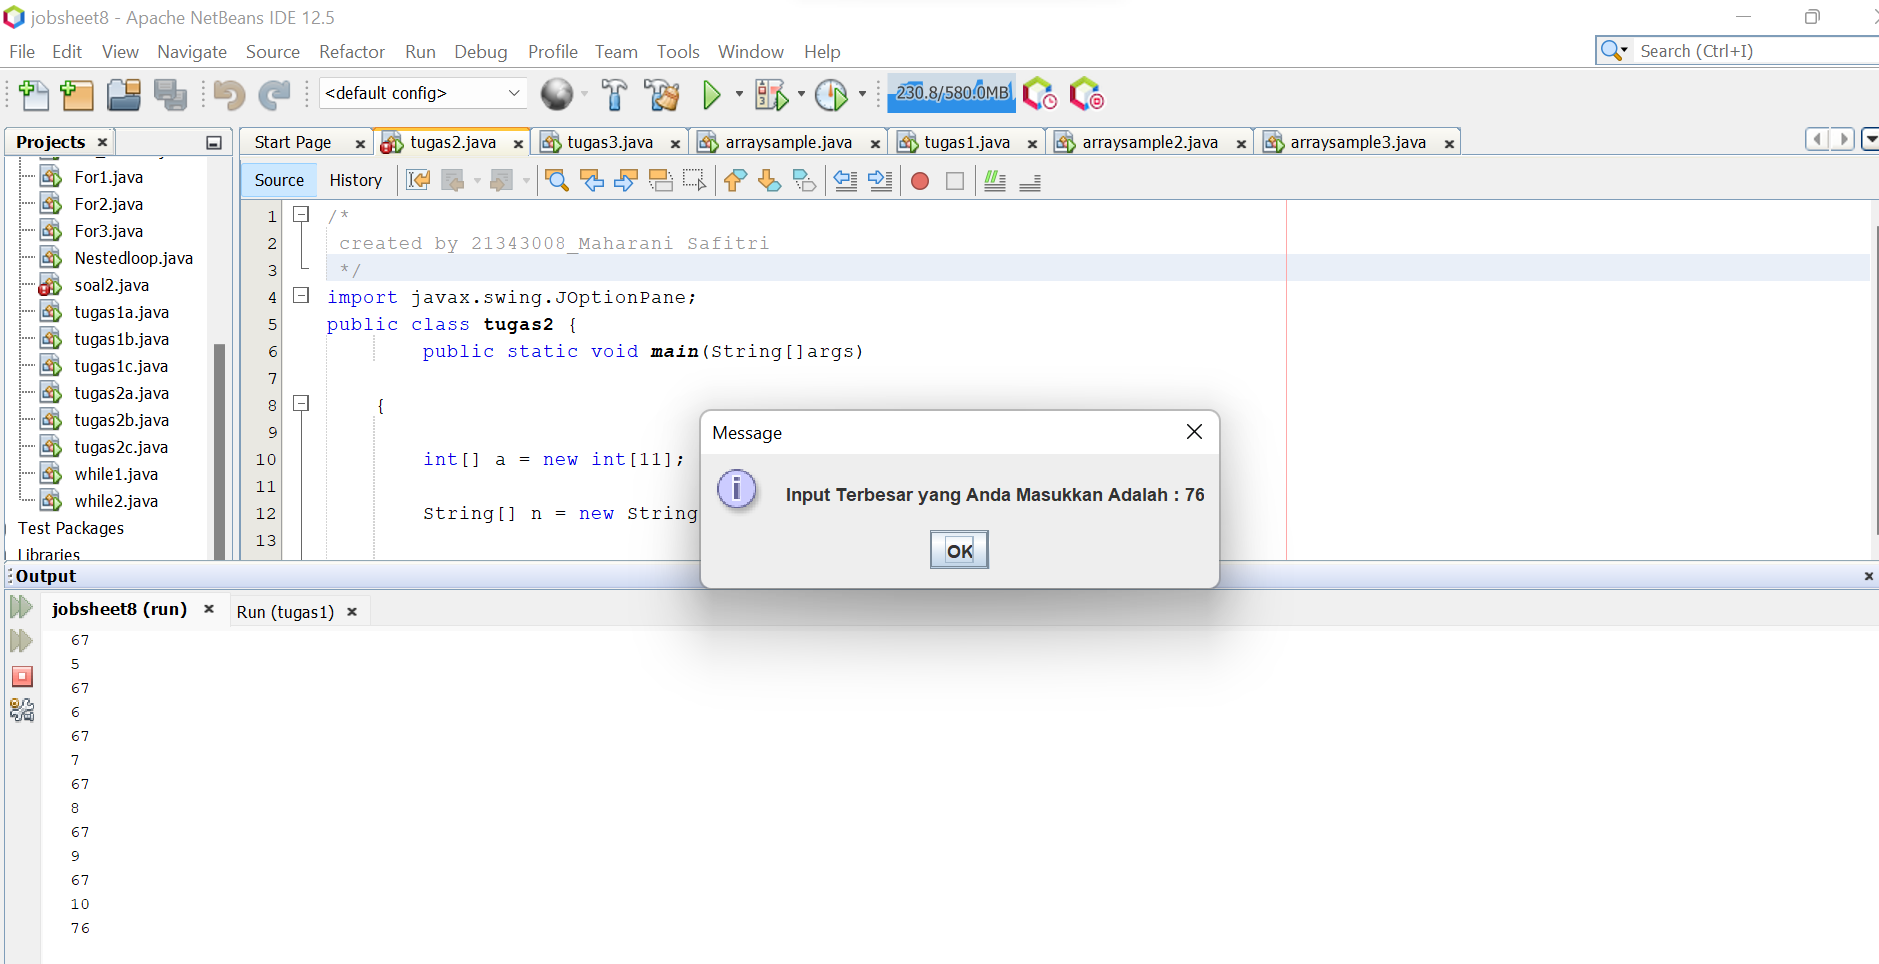 jobsheet8 - Apache NetBeans IDE 12.5
File Edit View Navigate Source Refactor Run Debug Profile Team Tools Window Help
Search (Ctrl+I)
<default config>
230.8/580.0MB
Projects
Start Page
tugas2.java
tugas3.java
arraysample.java
tugas1.java
arraysample2.java
arraysample3.java
For1.java
For2.java
For3.java
Nestedloop.java
soal2.java
tugas1a.java
tugas1b.java
tugas1c.java
tugas2a.java
tugas2b.java
tugas2c.java
while1.java
while2.java
Test Packages
Libraries
Source History
1 /*
2 created by 21343008_Maharani Safitri
3 */
4 import javax.swing.JOptionPane;
5 public class tugas2 {
6 public static void main(String[]args)
7
8 {
9
10 int[] a = new int[11];
11
12 String[] n = new String
13
Message
Input Terbesar yang Anda Masukkan Adalah : 76
OK
Output
jobsheet8 (run)
Run (tugas1)
67
5
67
6
67
7
67
8
67
9
67
10
76